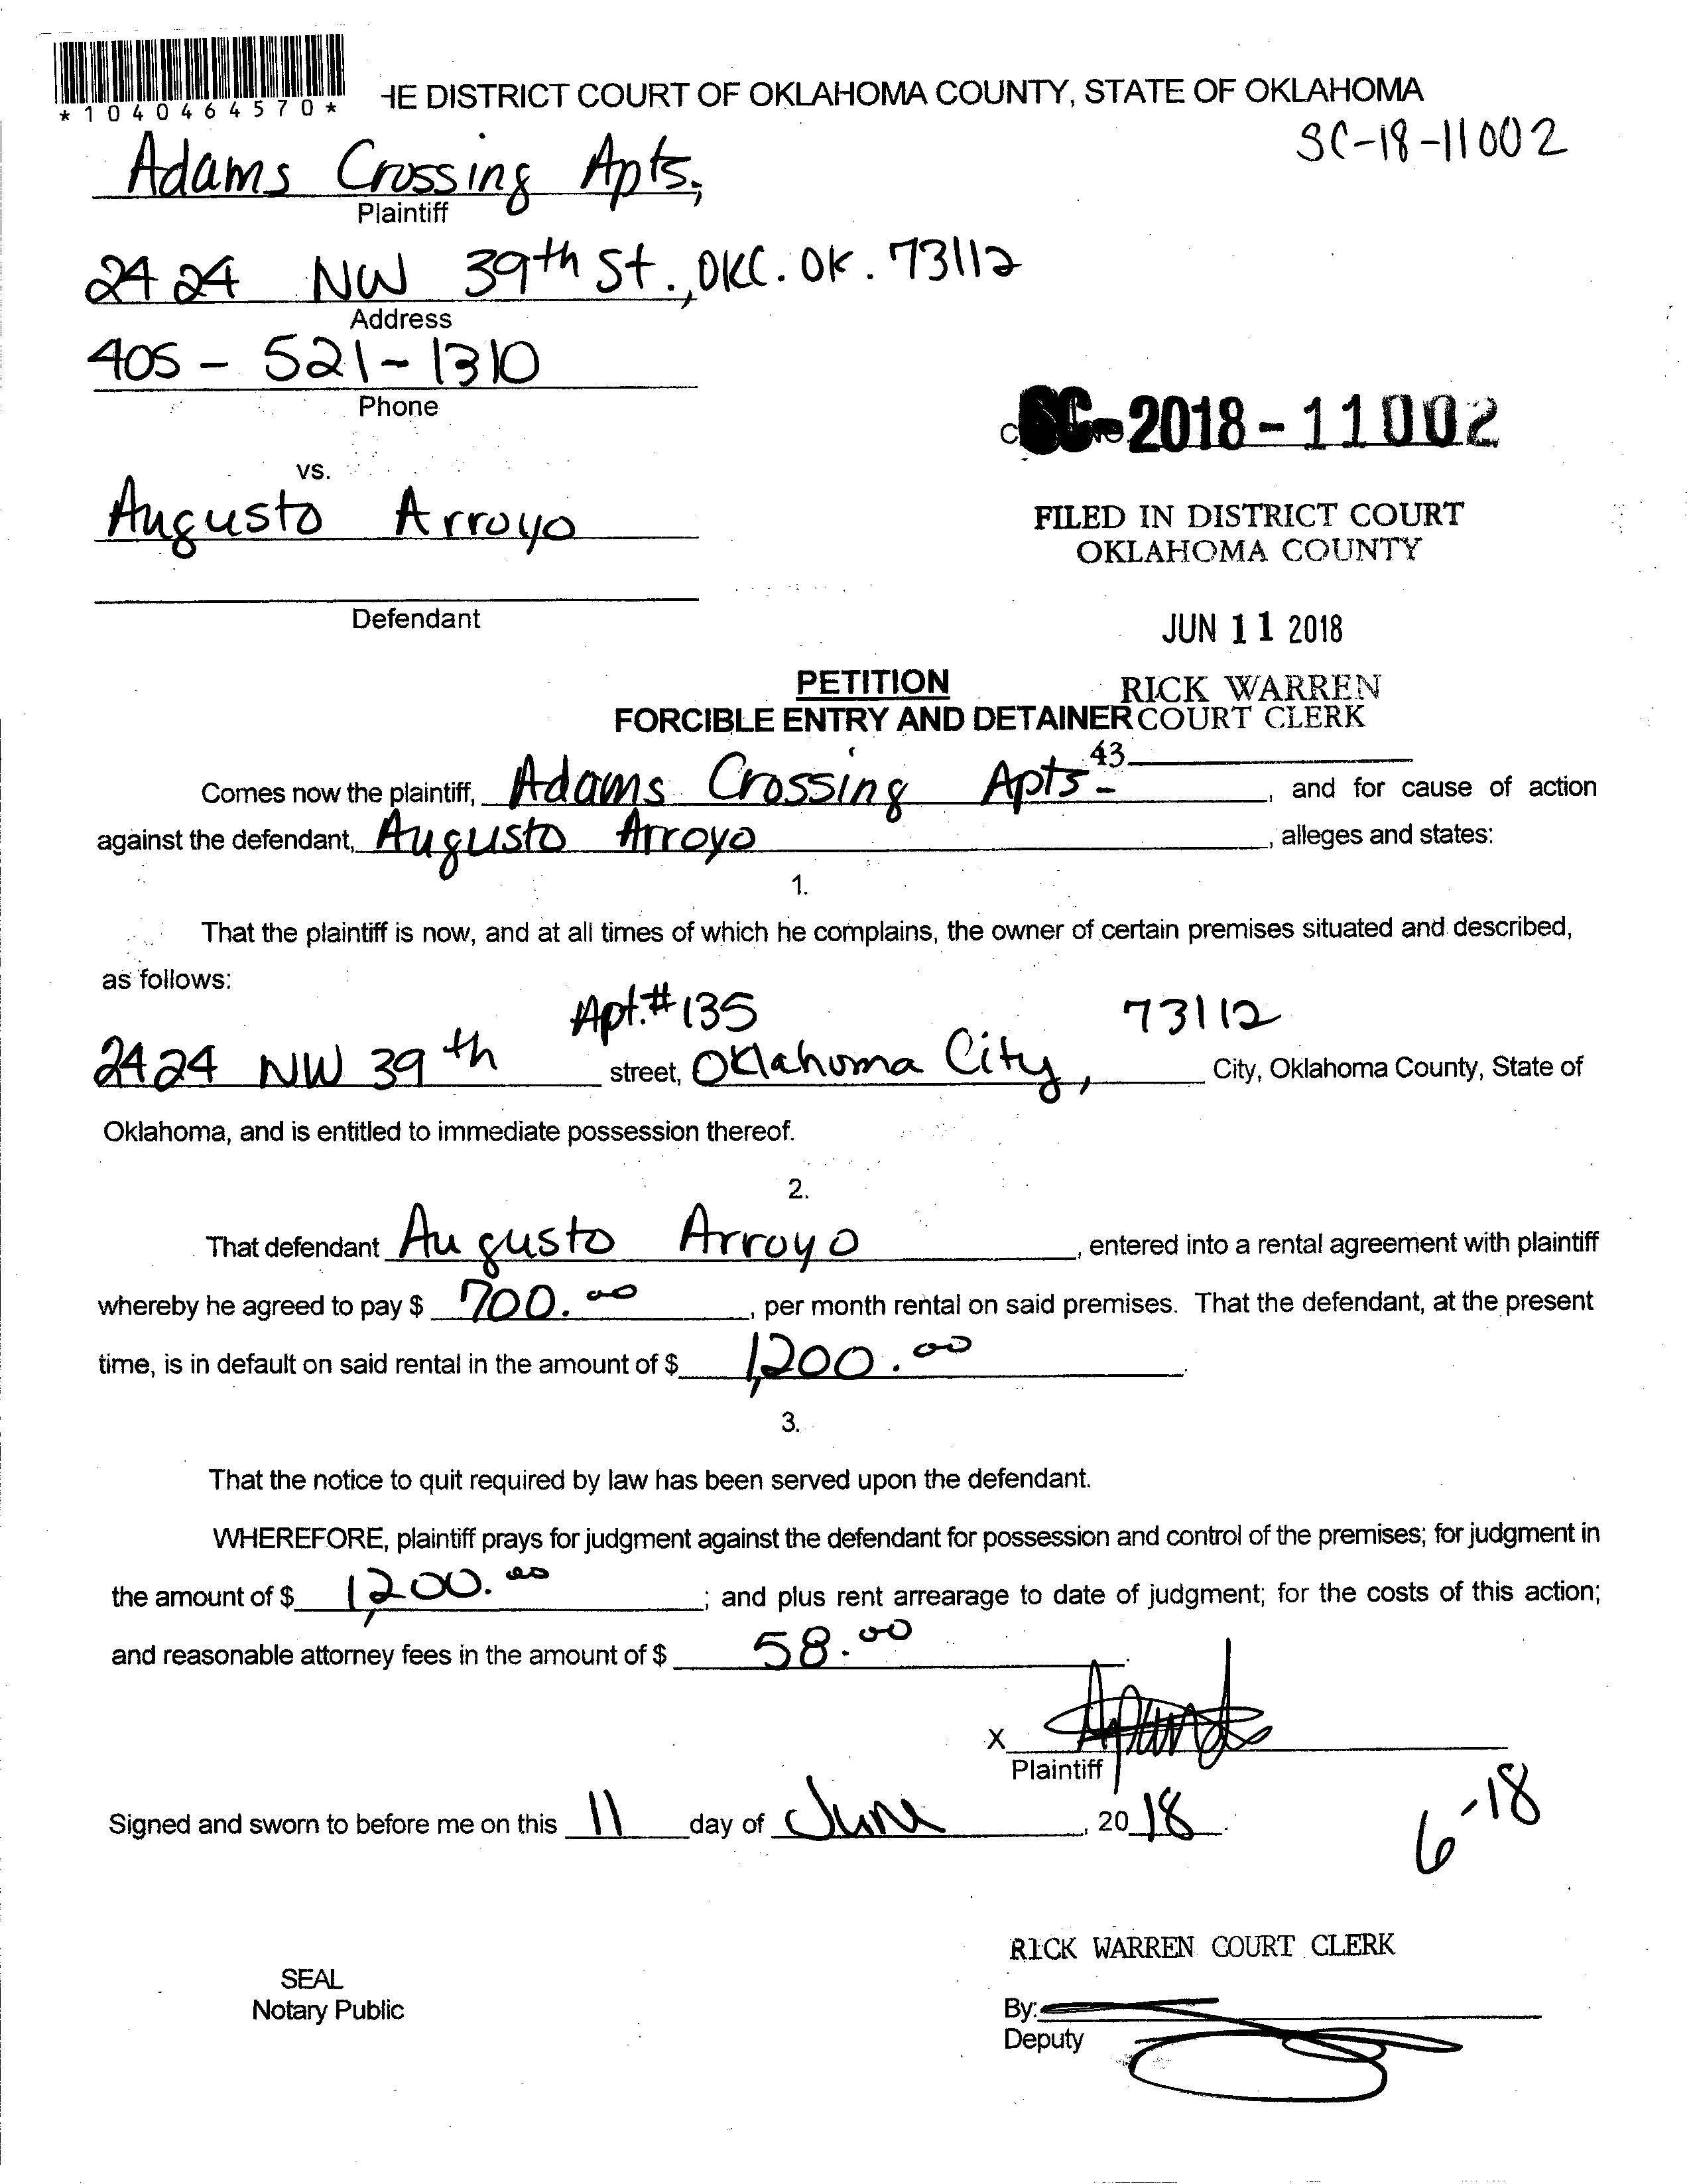 *1040464570*
HE DISTRICT COURT OF OKLAHOMA COUNTY, STATE OF OKLAHOMA
SC-18-11002
Adams Crossing Apts.,
Plaintiff
2424 NW 39th St., OKC. OK. 73112
Address
405-521-1310
Phone
SC-2018-11002
vs.
Augusto Arroyo
FILED IN DISTRICT COURT
OKLAHOMA COUNTY
Defendant
JUN 11 2018
PETITION
RICK WARREN
FORCIBLE ENTRY AND DETAINER COURT CLERK
43
Comes now the plaintiff, Adams Crossing Apts-, and for cause of action
against the defendant, Augusto Arroyo, alleges and states:
1.
That the plaintiff is now, and at all times of which he complains, the owner of certain premises situated and described,
as follows:
Apt.#135 73112
2424 NW 39th street, Oklahoma City, City, Oklahoma County, State of
Oklahoma, and is entitled to immediate possession thereof.
2.
That defendant Augusto Arroyo, entered into a rental agreement with plaintiff
whereby he agreed to pay $ 700.00, per month rental on said premises. That the defendant, at the present
time, is in default on said rental in the amount of $ 1,200.00.
3.
That the notice to quit required by law has been served upon the defendant.
WHEREFORE, plaintiff prays for judgment against the defendant for possession and control of the premises; for judgment in
the amount of $ 1,200.00; and plus rent arrearage to date of judgment; for the costs of this action;
and reasonable attorney fees in the amount of $ 58.00.
X
Plaintiff
Signed and sworn to before me on this 11 day of June, 2018.
6-18
RICK WARREN COURT CLERK
SEAL
Notary Public
By:
Deputy